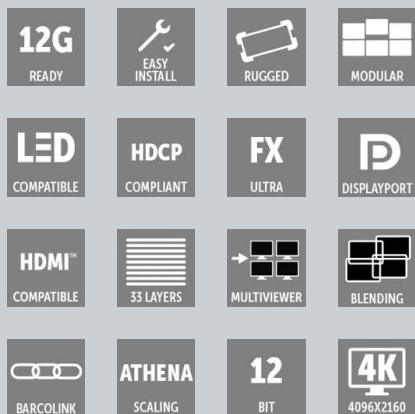 12G
READY
EASY
INSTALL
RUGGED
MODULAR
LED
COMPATIBLE
HDCP
COMPLIANT
FX
ULTRA
DISPLAYPORT
HDMI™
COMPATIBLE
33 LAYERS
MULTIVIEWER
BLENDING
BARCOLINK
ATHENA
SCALING
12
BIT
4K
4096X2160